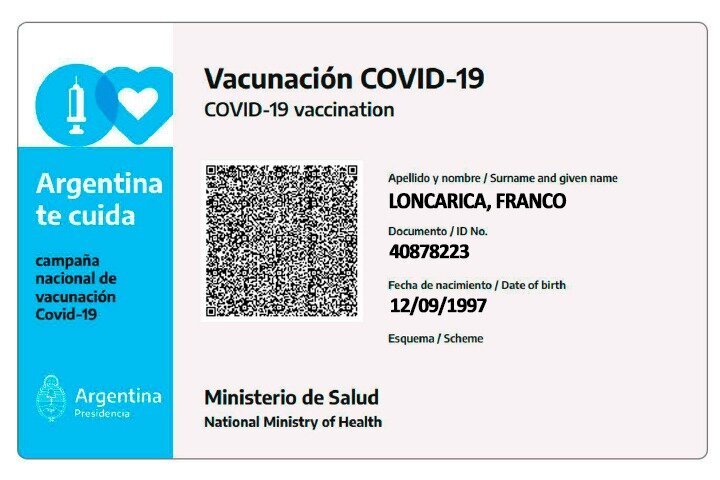 Vacunación COVID-19
COVID-19 vaccination
Argentina
te cuida
campaña
nacional de
vacunación
Covid-19
Argentina
Presidencia
Apellido y nombre / Surname and given name
LONCARICA, FRANCO
Documento / ID No.
40878223
Fecha de nacimiento / Date of birth
12/09/1997
Esquema / Scheme
Ministerio de Salud
National Ministry of Health